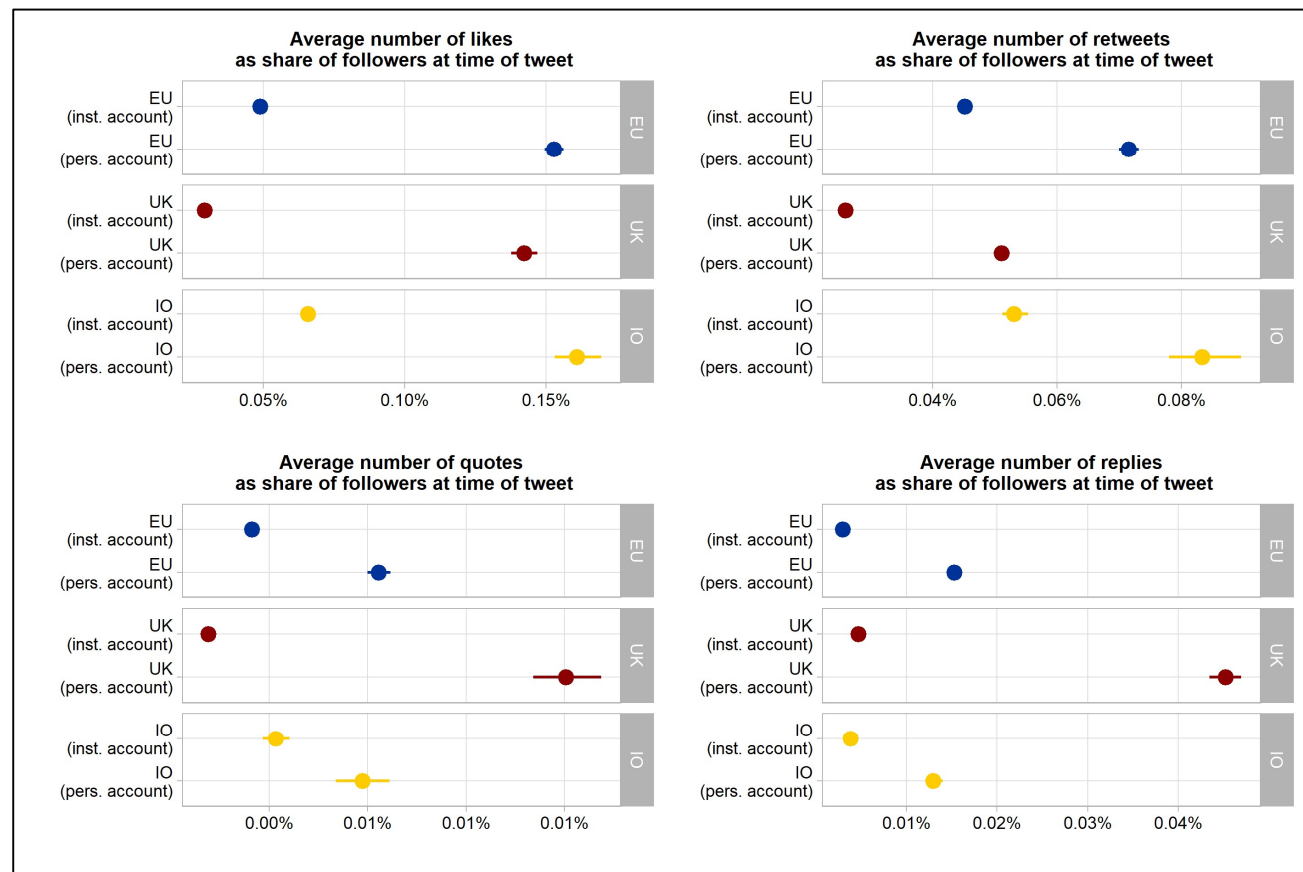 Average number of likes
as share of followers at time of tweet
EU
(inst. account)
EU
(pers. account)
EU
UK
(inst. account)
UK
(pers. account)
UK
IO
(inst. account)
IO
(pers. account)
IO
0.05%
0.10%
0.15%
Average number of retweets
as share of followers at time of tweet
EU
(inst. account)
EU
(pers. account)
EU
UK
(inst. account)
UK
(pers. account)
UK
IO
(inst. account)
IO
(pers. account)
IO
0.04%
0.06%
0.08%
Average number of quotes
as share of followers at time of tweet
EU
(inst. account)
EU
(pers. account)
EU
UK
(inst. account)
UK
(pers. account)
UK
IO
(inst. account)
IO
(pers. account)
IO
0.00%
0.01%
0.01%
0.01%
Average number of replies
as share of followers at time of tweet
EU
(inst. account)
EU
(pers. account)
EU
UK
(inst. account)
UK
(pers. account)
UK
IO
(inst. account)
IO
(pers. account)
IO
0.01%
0.02%
0.03%
0.04%